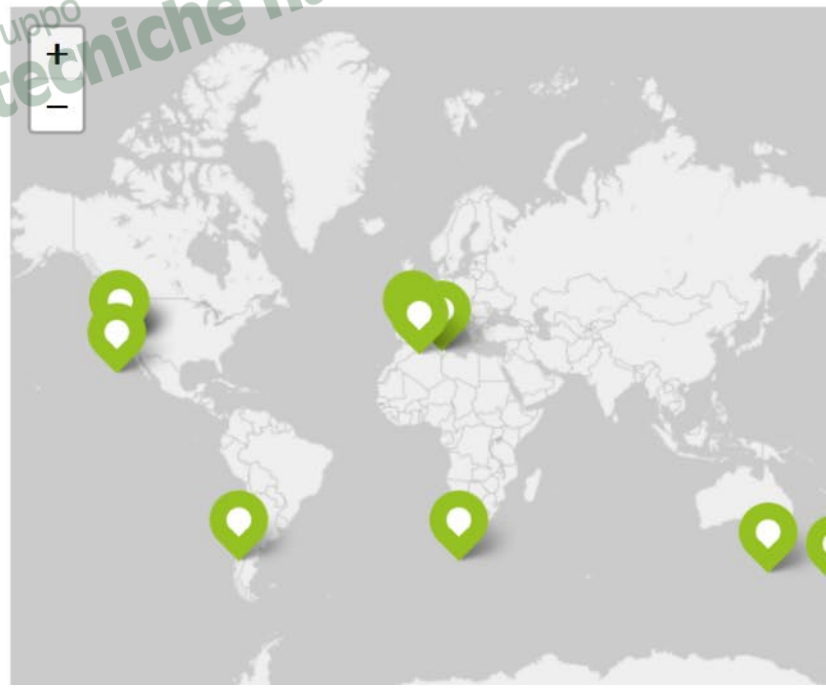 uppo
tecniche
+
−